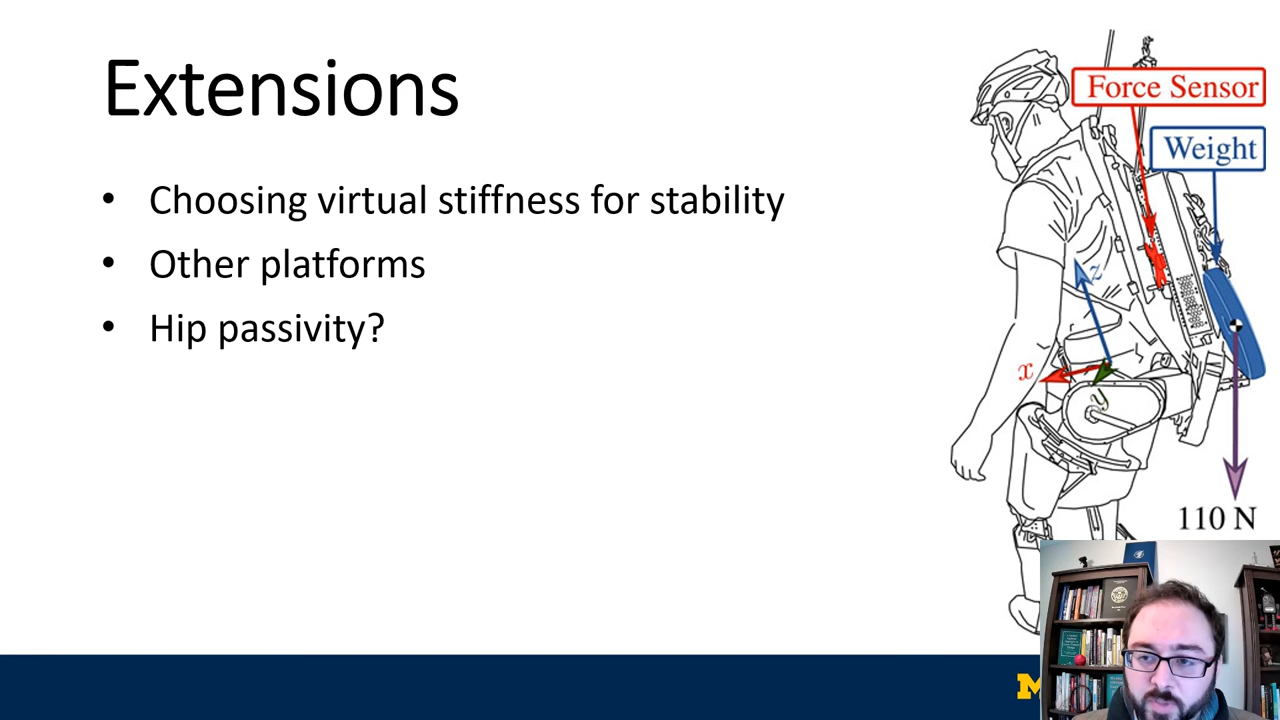 Extensions
Force Sensor
Weight
• Choosing virtual stiffness for stability
• Other platforms
• Hip passivity?
z
x
y
110 N
M